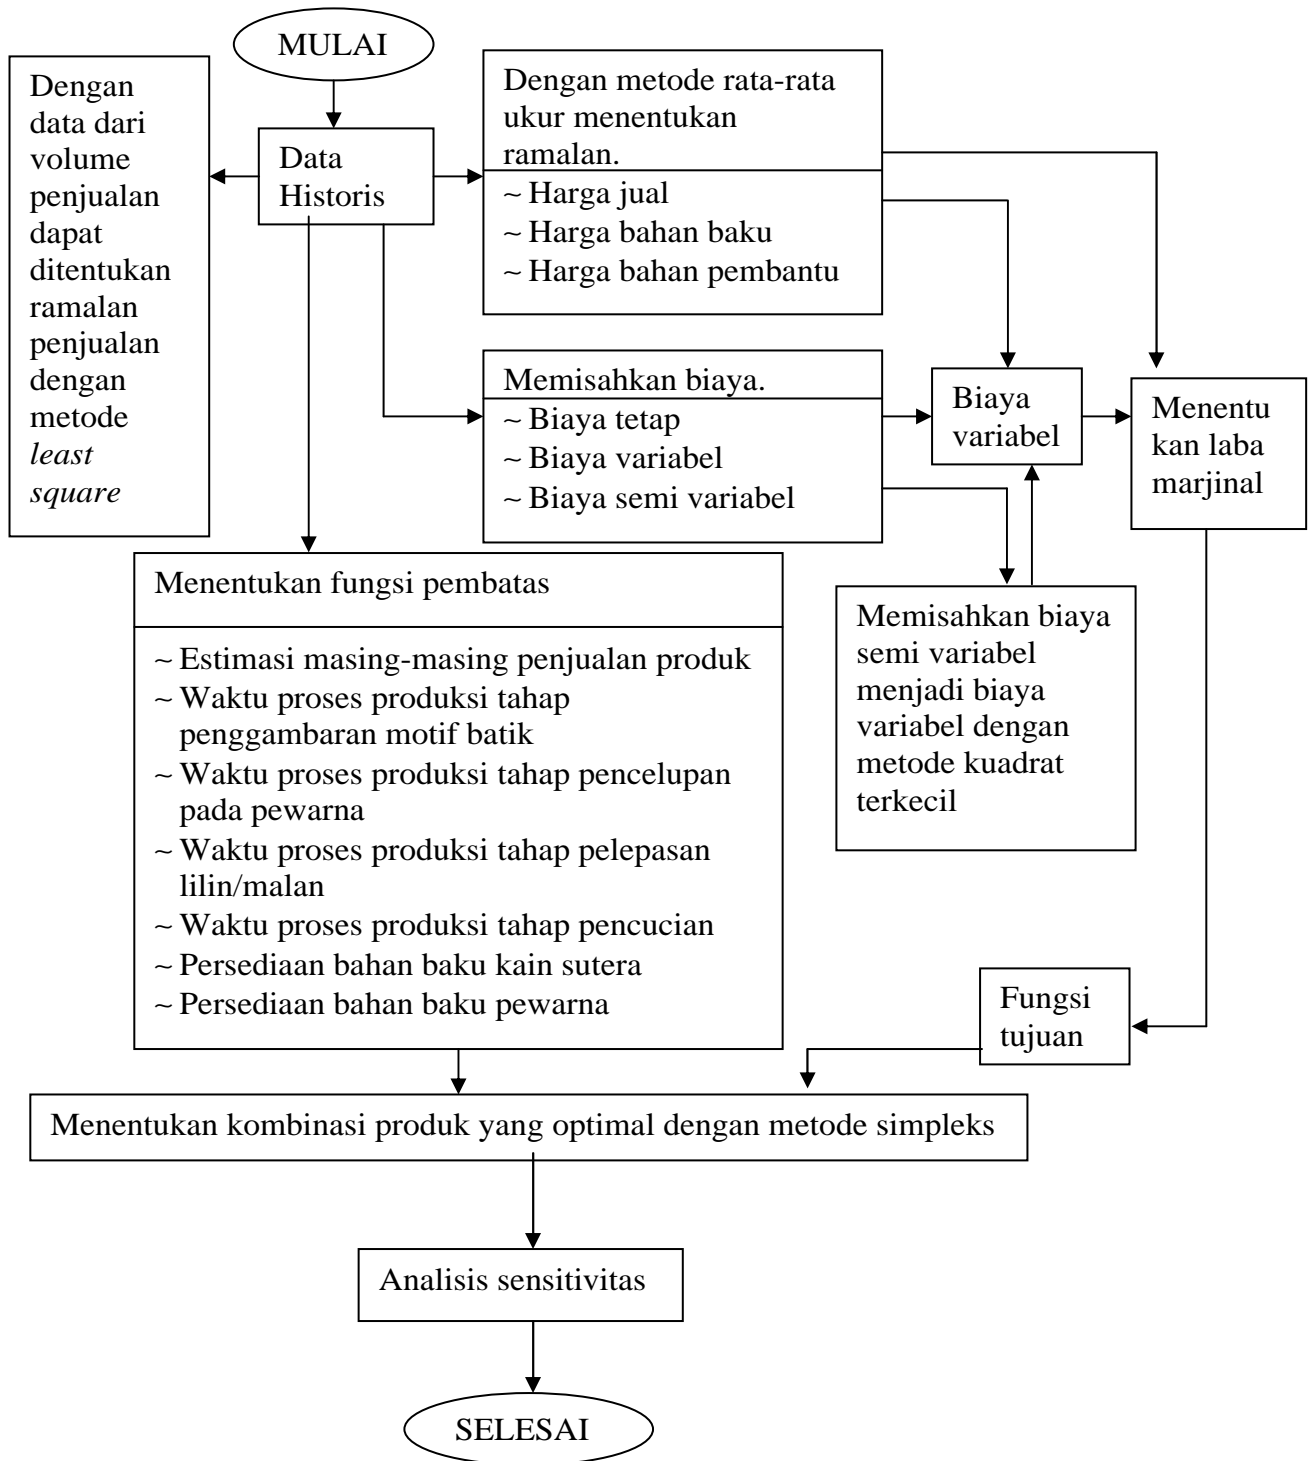 MULAI
Dengan
data dari
volume
penjualan
dapat
ditentukan
ramalan
penjualan
dengan
metode
least
square
Data
Historis
Dengan metode rata-rata
ukur menentukan
ramalan.
~ Harga jual
~ Harga bahan baku
~ Harga bahan pembantu
Memisahkan biaya.
~ Biaya tetap
~ Biaya variabel
~ Biaya semi variabel
Biaya
variabel
Menentu
kan laba
marjinal
Menentukan fungsi pembatas
~ Estimasi masing-masing penjualan produk
~ Waktu proses produksi tahap
penggambaran motif batik
~ Waktu proses produksi tahap pencelupan
pada pewarna
~ Waktu proses produksi tahap pelepasan
lilin/malan
~ Waktu proses produksi tahap pencucian
~ Persediaan bahan baku kain sutera
~ Persediaan bahan baku pewarna
Memisahkan biaya
semi variabel
menjadi biaya
variabel dengan
metode kuadrat
terkecil
Fungsi
tujuan
Menentukan kombinasi produk yang optimal dengan metode simpleks
Analisis sensitivitas
SELESAI